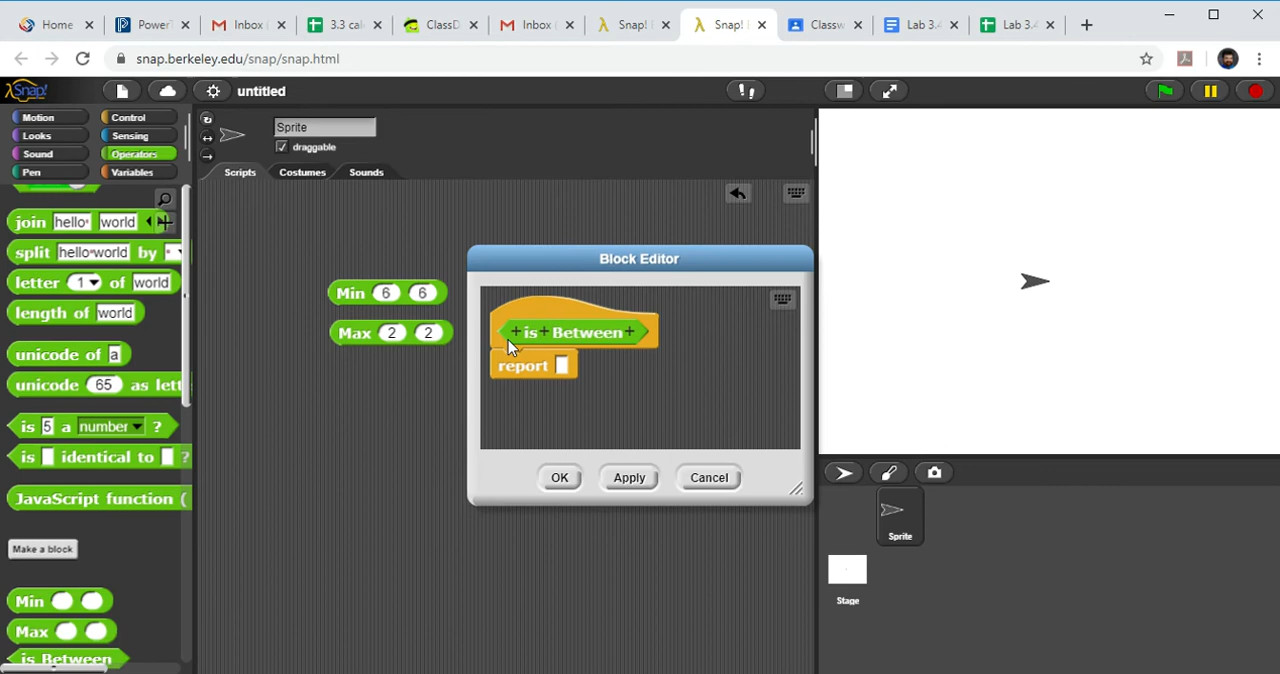 Home
PowerT
Inbox (
3.3 cal
ClassD
Inbox (
Snap! B
Snap! B
Classw
Lab 3.4
Lab 3.4
snap.berkeley.edu/snap/snap.html
Snap!
untitled
Motion
Control
Looks
Sensing
Sound
Operators
Pen
Variables
Sprite
draggable
Scripts
Costumes
Sounds
join hello world
split hello world by
letter 1 of world
length of world
unicode of a
unicode 65 as lett
is 5 a number ?
is identical to ?
JavaScript function (
Make a block
Min
Max
is Between
Min 6 6
Max 2 2
Block Editor
+ is + Between +
report
OK
Apply
Cancel
Sprite
Stage